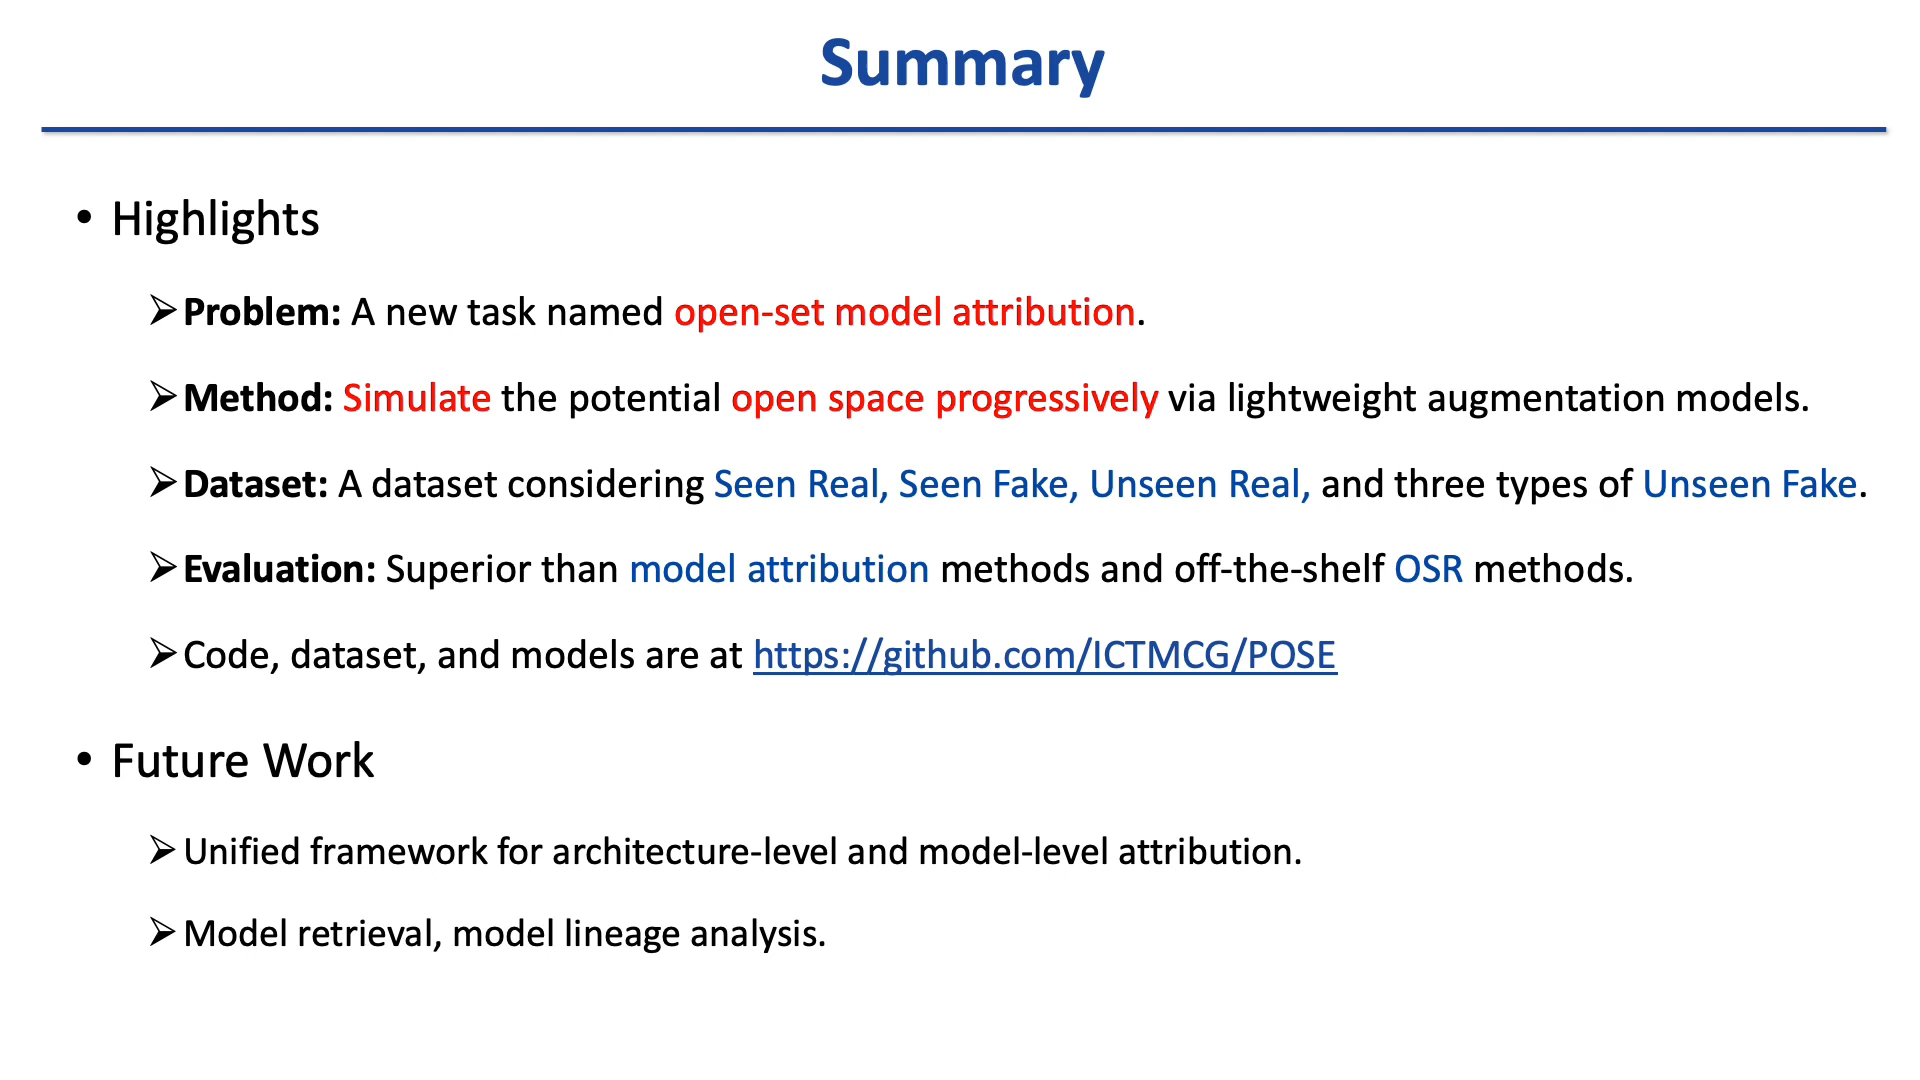 Summary
• Highlights
➢Problem: A new task named open-set model attribution.
➢Method: Simulate the potential open space progressively via lightweight augmentation models.
➢Dataset: A dataset considering Seen Real, Seen Fake, Unseen Real, and three types of Unseen Fake.
➢Evaluation: Superior than model attribution methods and off-the-shelf OSR methods.
➢Code, dataset, and models are at https://github.com/ICTMCG/POSE
• Future Work
➢Unified framework for architecture-level and model-level attribution.
➢Model retrieval, model lineage analysis.